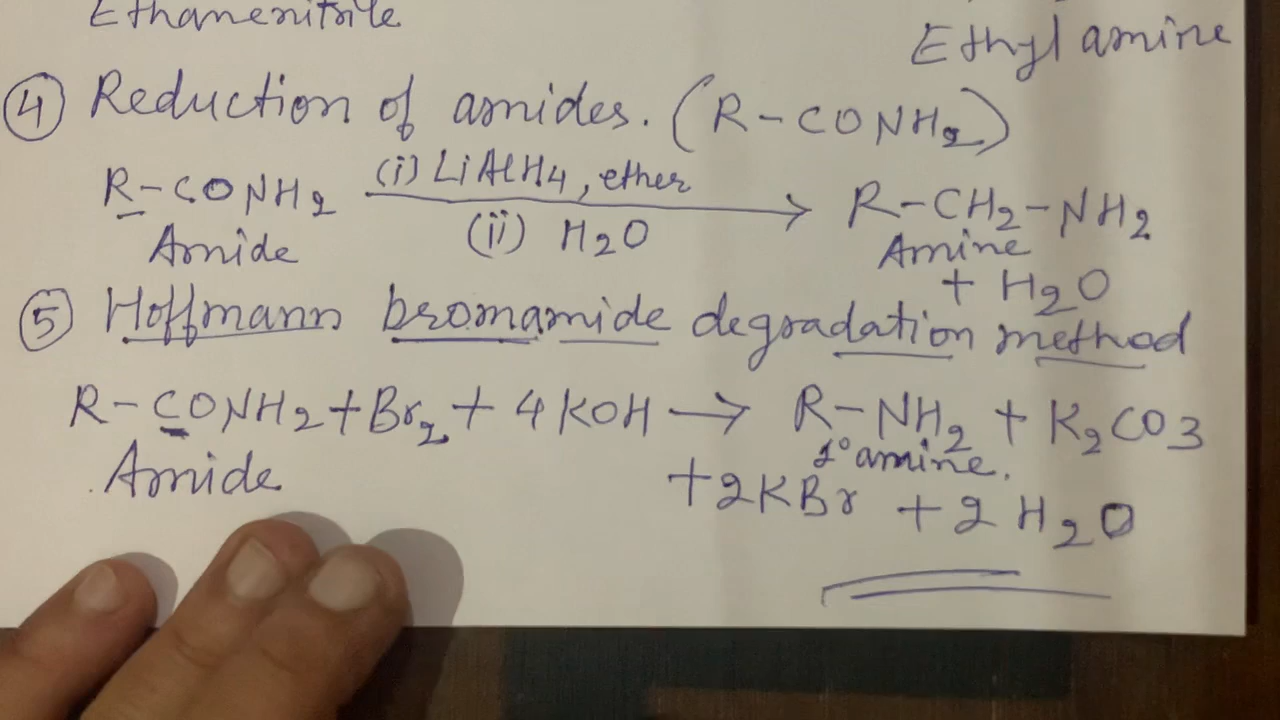 Ethanenitrile
Ethyl amine
④ Reduction of amides. (R-CONH₂)
R-CONH₂ (i) LiAlH4, ether (ii) H2O → R-CH₂-NH₂
Amide
Amine
+ H₂O
⑤ Hoffmann bromamide degradation method
R-CONH₂ + Br₂ + 4KOH → R-NH₂ + K₂CO3
Amide
1° amine.
+2KBr + 2H₂O